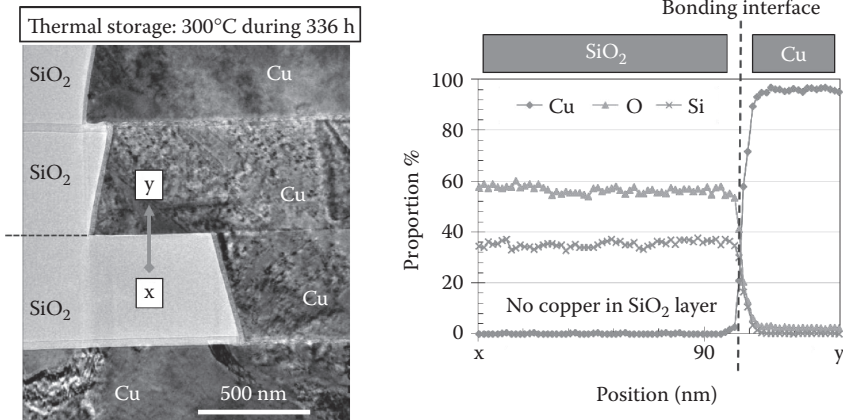 Thermal storage: 300°C during 336 h
SiO₂
Cu
SiO₂
y
Cu
x
SiO₂
Cu
Cu
500 nm
Bonding interface
SiO₂
Cu
100
80
60
40
20
0
Proportion %
Cu
O
Si
No copper in SiO₂ layer
x
90
y
Position (nm)